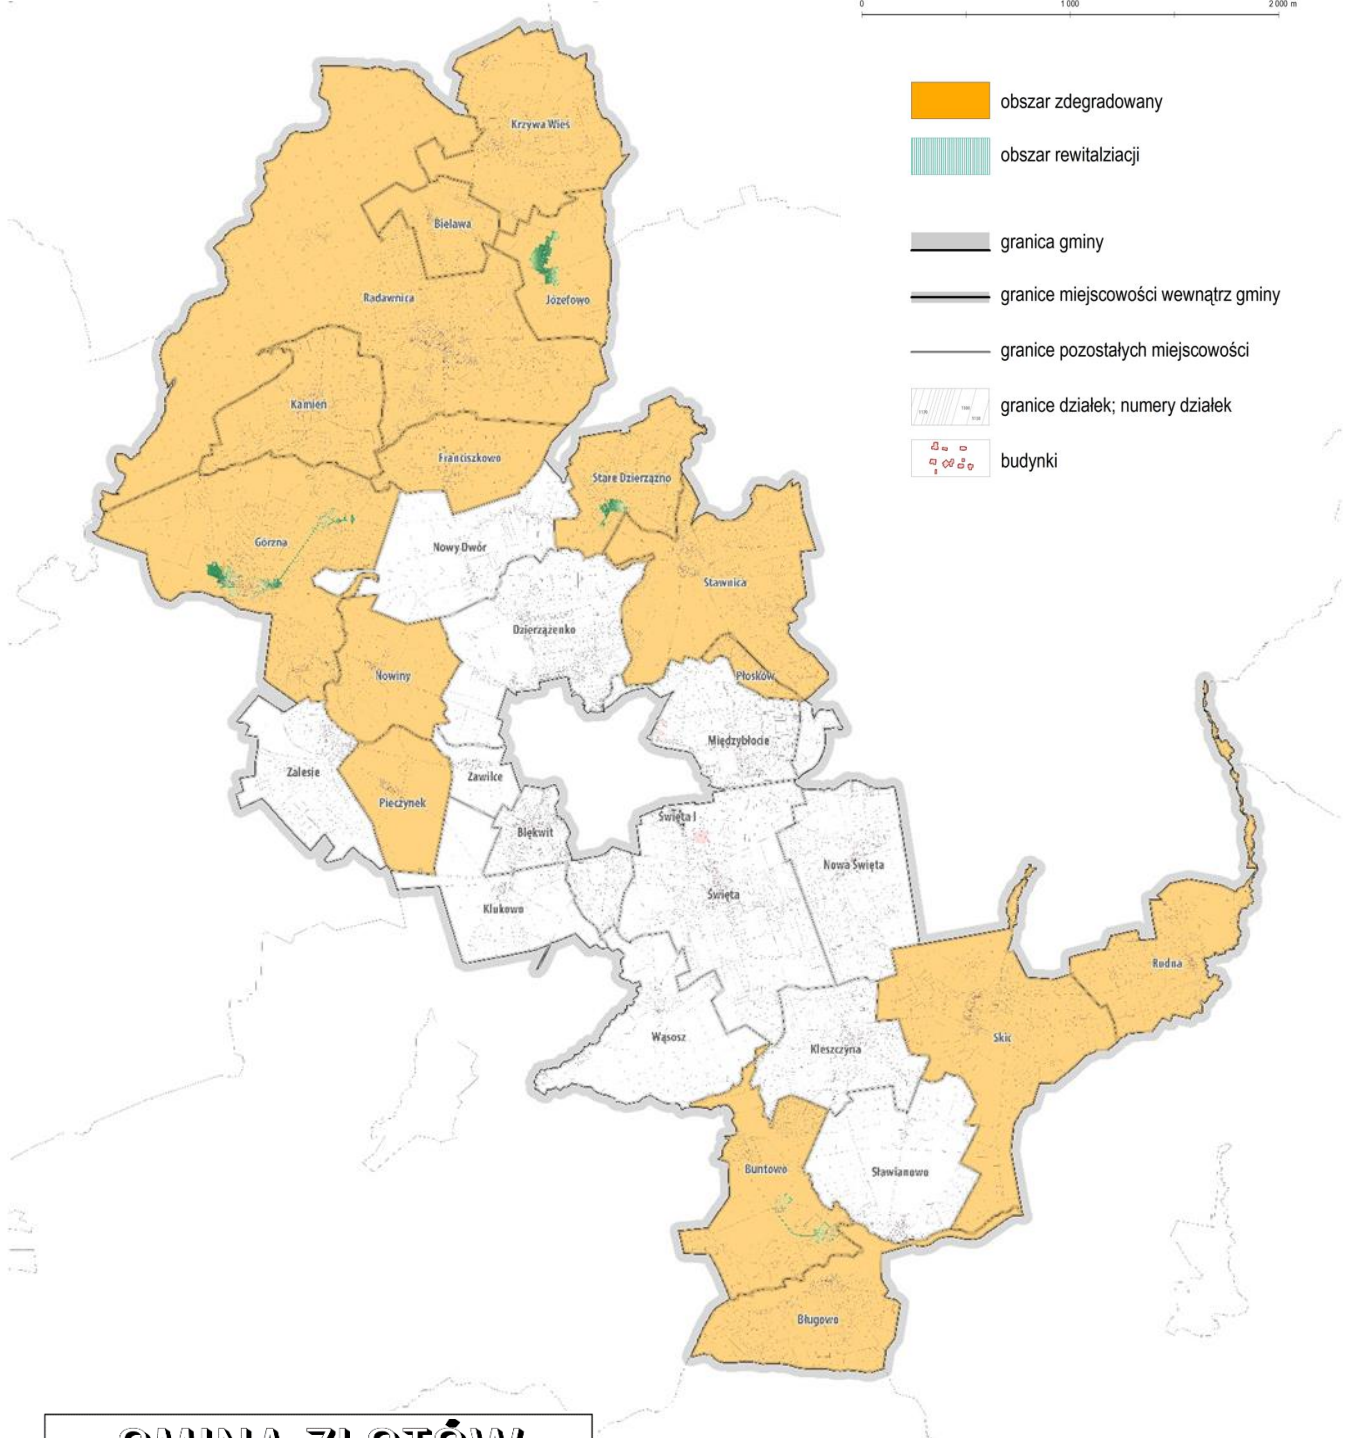 0 1 000 2 000 m
obszar zdegradowany
obszar rewitalziacji
granica gminy
granice miejscowości wewnątrz gminy
granice pozostałych miejscowości
granice działek; numery działek
budynki
Krzywa Wieś
Bielawa
Radawnica
Józefowo
Kamień
Franciszkowo
Stare Dzierzążno
Górzna
Nowy Dwór
Stawnica
Dzierzążenko
Nowiny
Płosków
Międzybłocie
Zalesie
Zawilce
Pieczynek
Święta I
Blękwit
Nowa Święta
Święta
Klukowo
Rudna
Wąsosz
Kleszczyna
Skic
Buntowo
Sławianowo
Bługowo
GMINA ZŁOTÓW